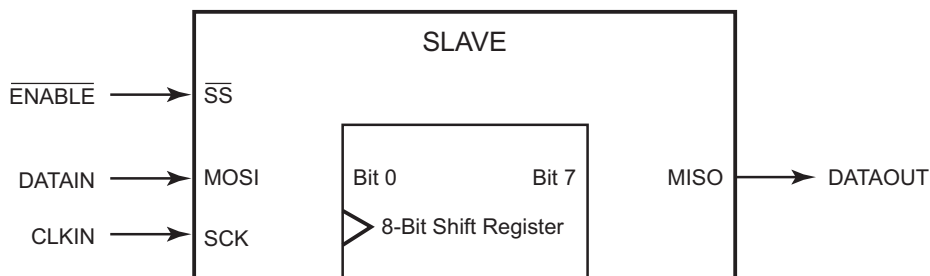 SLAVE
ENABLE SS
DATAIN MOSI Bit 0 Bit 7 MISO DATAOUT
CLKIN SCK 8-Bit Shift Register